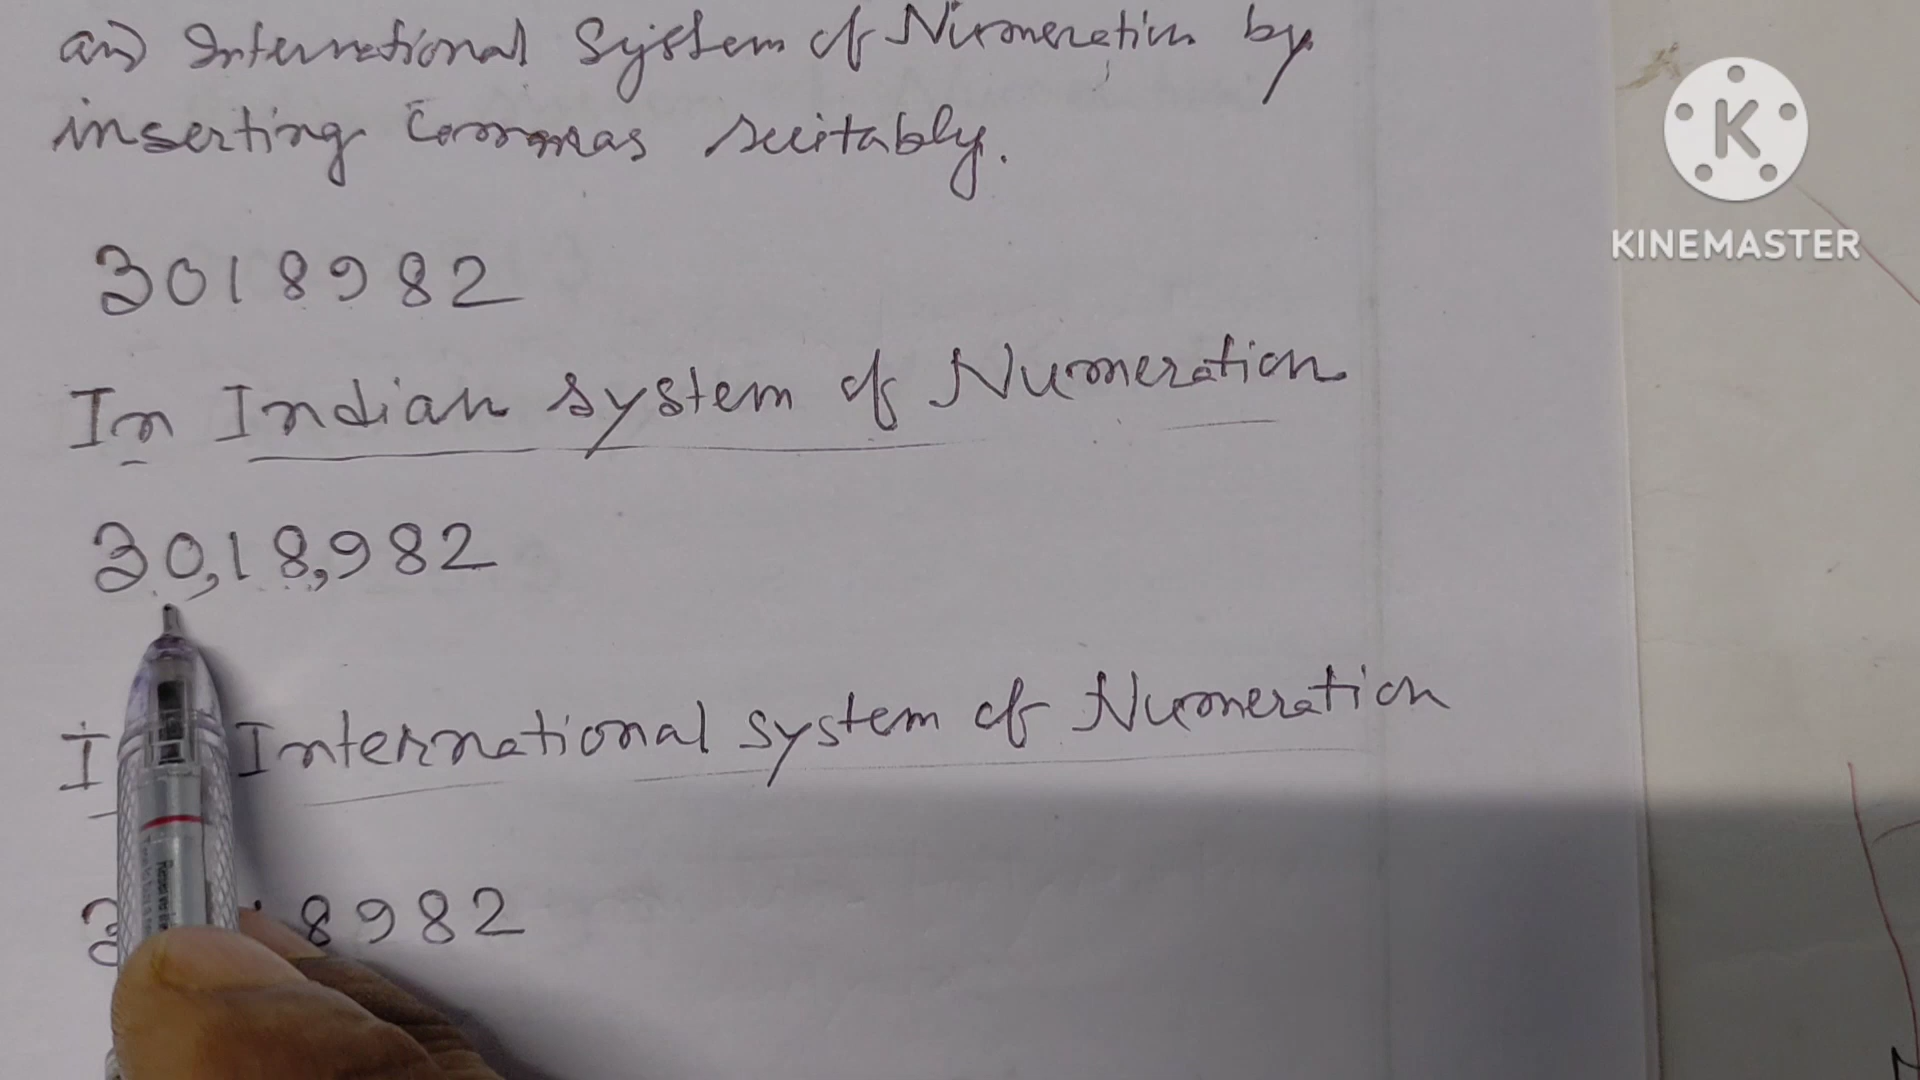 and International System of Numeration by
inserting Commas suitably.
K
KINEMASTER
3018982
In Indian system of Numeration
30,18,982
International system of Numeration
8982